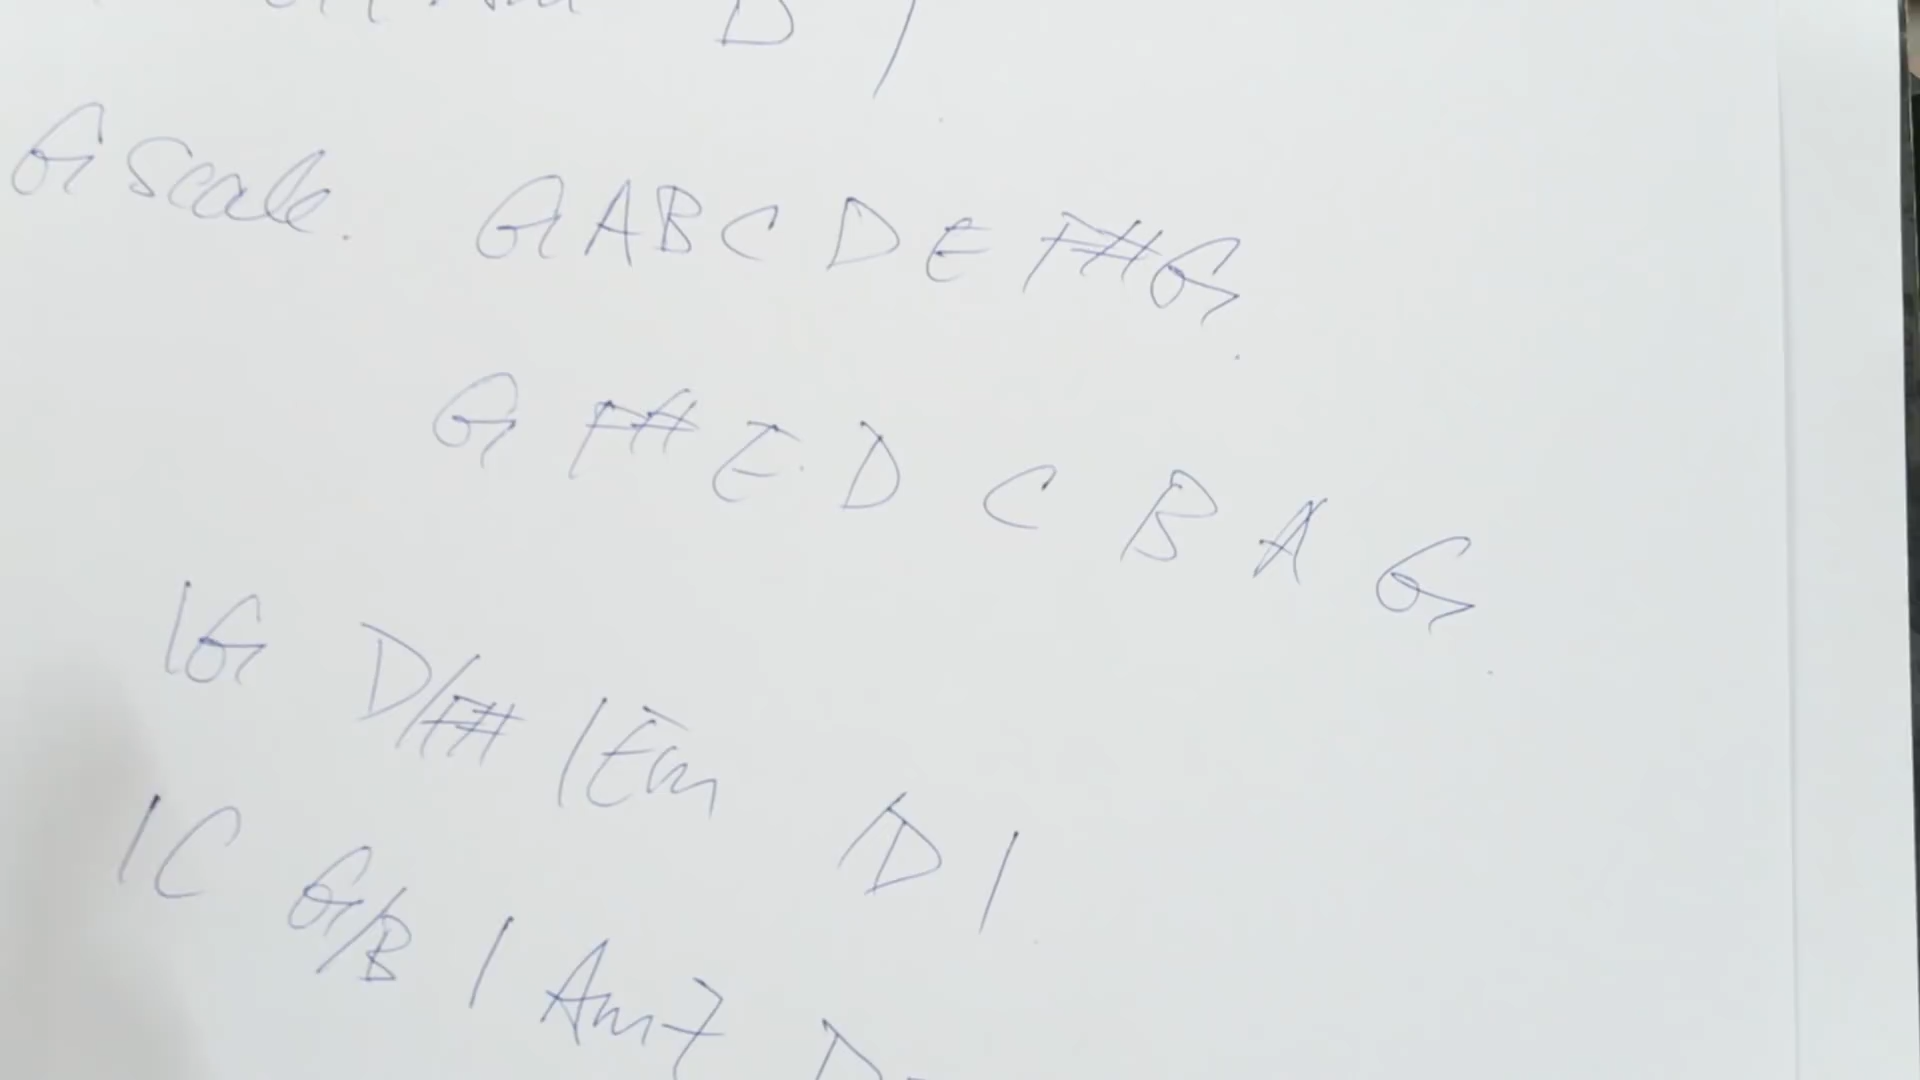 D /
G scale. G A B C D E F# G
G F# E D C B A G
/ G D/F# / Em D /
/ C G/B / Am7 D